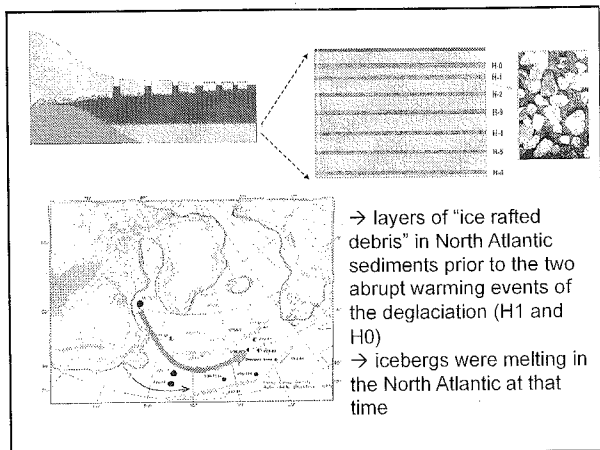 H-0
H-1
H-2
H-3
H-4
H-5
H-6
→ layers of “ice rafted
debris” in North Atlantic
sediments prior to the two
abrupt warming events of
the deglaciation (H1 and
H0)
→ icebergs were melting in
the North Atlantic at that
time